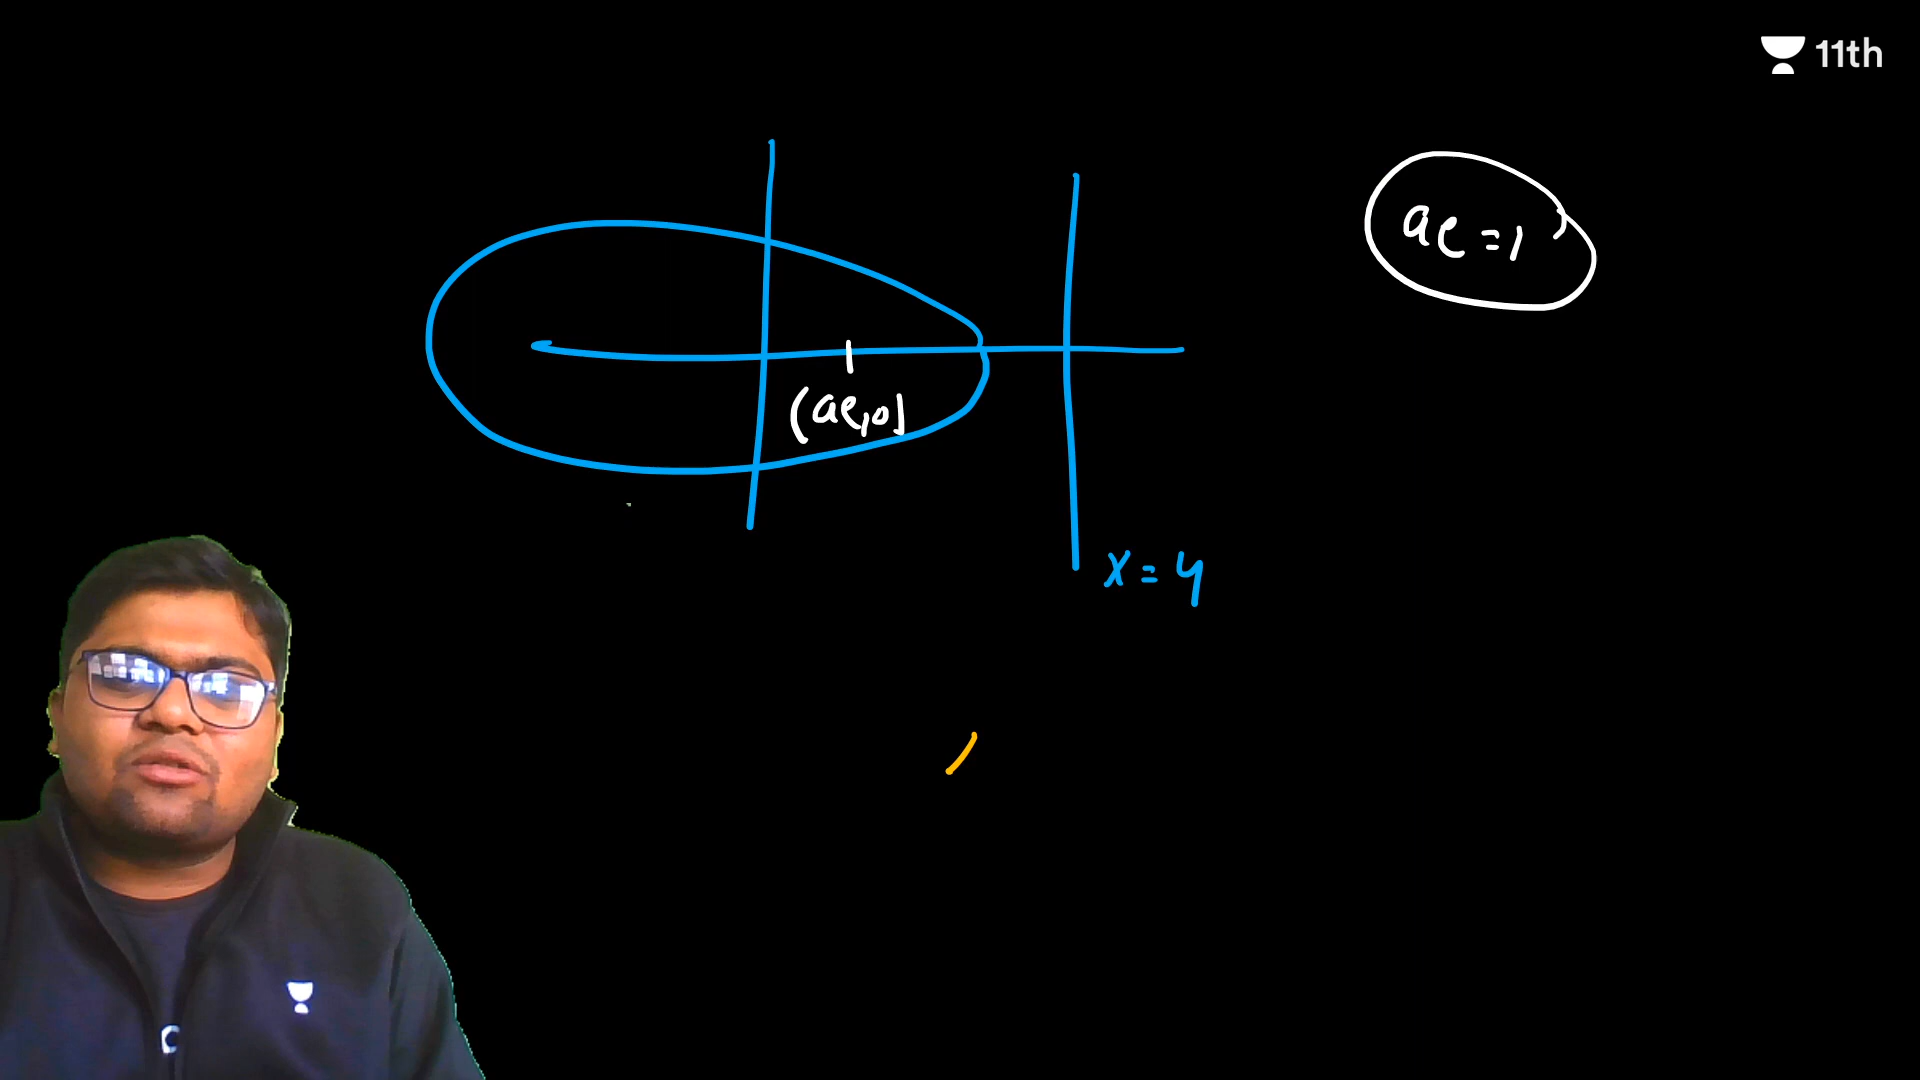 11th
ae = 1
(ae,0)
x = 4